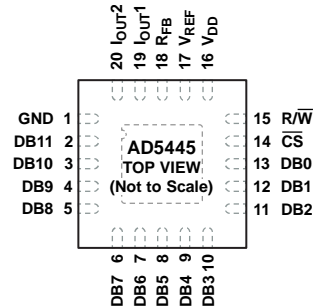 20 IOUT2
19 IOUT1
18 RFB
17 VREF
16 VDD
GND 1
DB11 2
DB10 3
DB9 4
DB8 5
AD5445
TOP VIEW
(Not to Scale)
15 R/W̅
14 C̅S̅
13 DB0
12 DB1
11 DB2
DB7 6
DB6 7
DB5 8
DB4 9
DB3 10